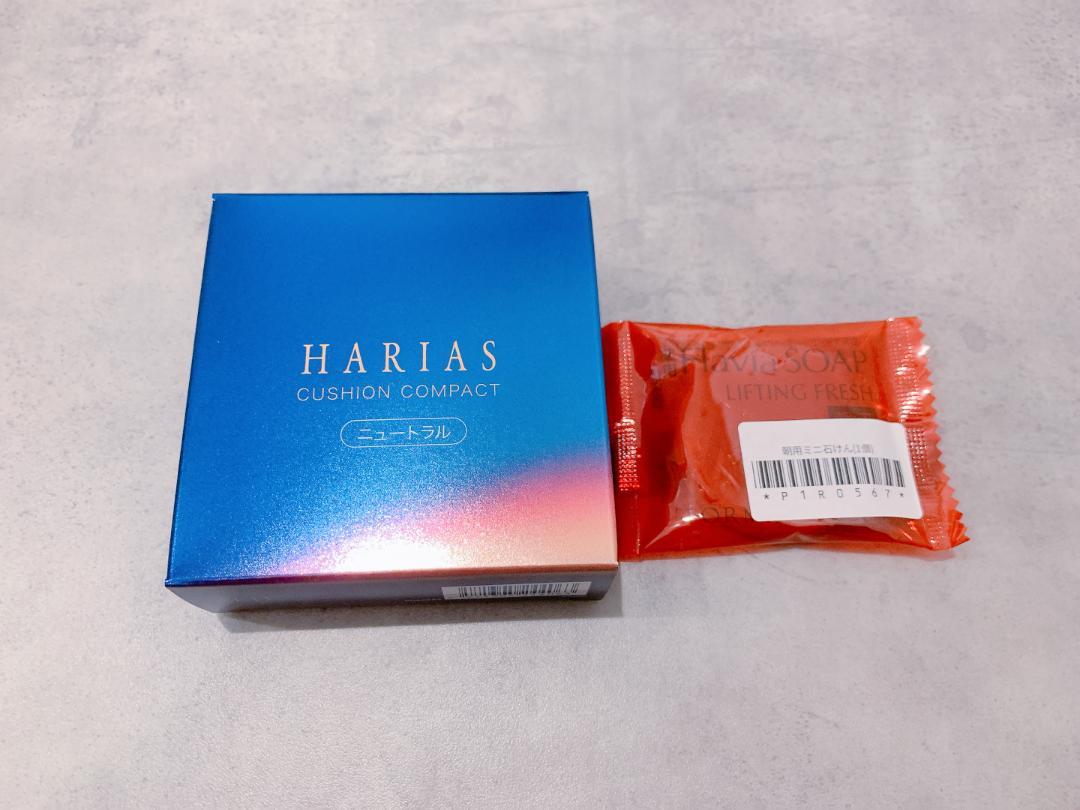 HARIAS
CUSHION COMPACT
ニュートラル
SOAP
LIFTING FRESH
朝用ミニ石けん(1個)
*P1R0567*